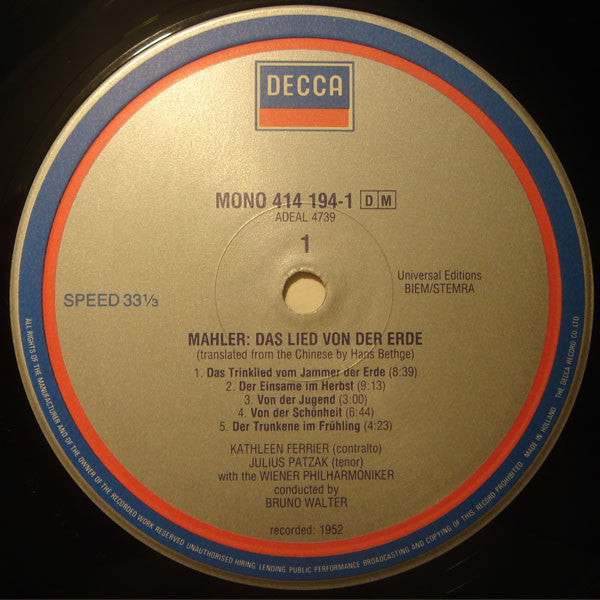 DECCA
MONO 414 194-1 D M
ADEAL 4739
1
Universal Editions
BIEM/STEMRA
SPEED 33⅓
MAHLER: DAS LIED VON DER ERDE
(translated from the Chinese by Hans Bethge)
1. Das Trinklied vom Jammer der Erde (8:39)
2. Der Einsame im Herbst (9:13)
3. Von der Jugend (3:00)
4. Von der Schönheit (6:44)
5. Der Trunkene im Frühling (4:23)
KATHLEEN FERRIER (contralto)
JULIUS PATZAK (tenor)
with the WIENER PHILHARMONIKER
conducted by
BRUNO WALTER
recorded: 1952
ALL RIGHTS OF THE MANUFACTURER AND OF THE OWNER OF THE RECORDED WORK RESERVED UNAUTHORISED HIRING, LENDING, PUBLIC PERFORMANCE, BROADCASTING AND COPYING OF THIS RECORD PROHIBITED. MADE IN HOLLAND THE DECCA RECORD CO LTD